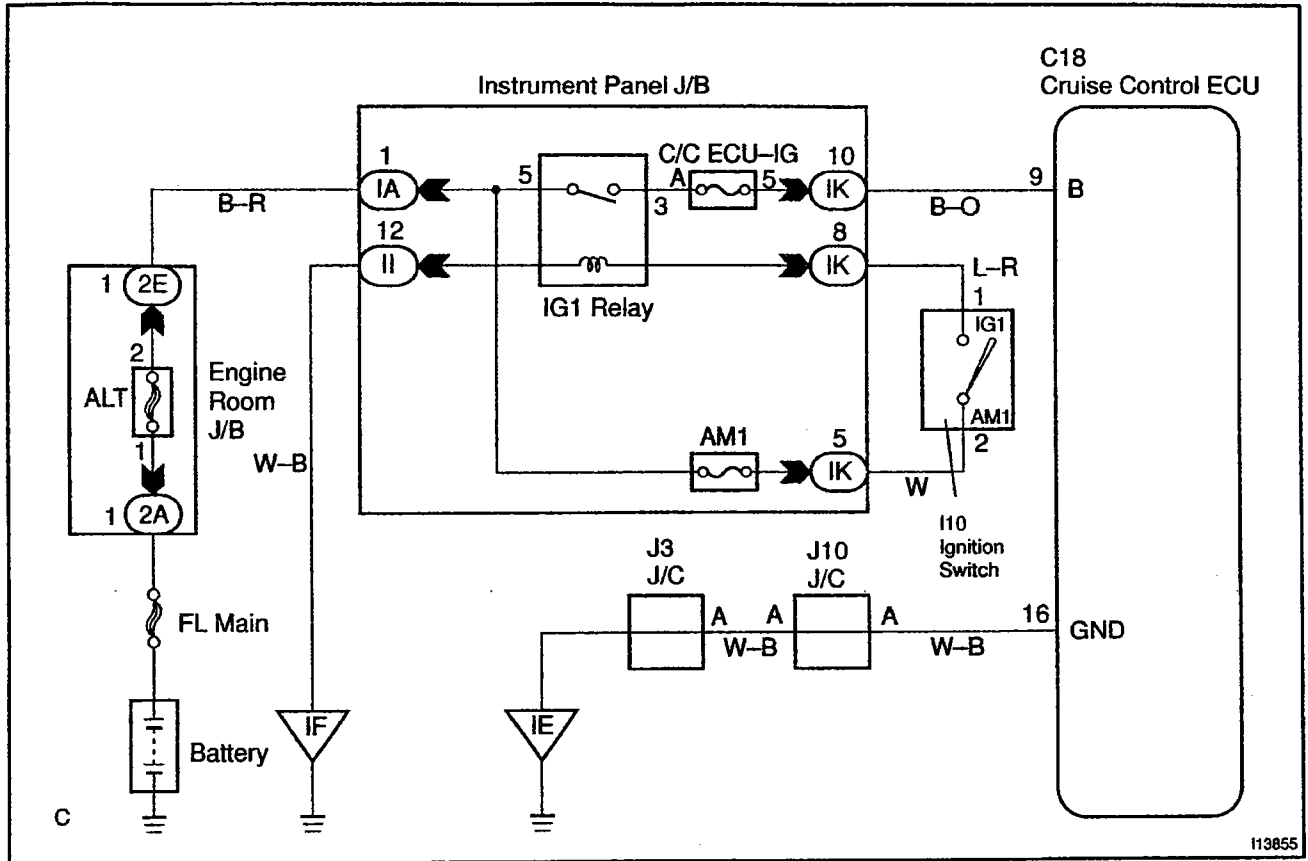 C18
Cruise Control ECU
Instrument Panel J/B
1
IA
B–R
5
3
A
C/C ECU–IG
5
10
IK
B–O
9
B
12
II
IG1 Relay
8
IK
L–R
1
IG1
AM1
2
1
2E
2
ALT
1
Engine
Room
J/B
1
2A
W–B
AM1
5
IK
W
I10
Ignition
Switch
FL Main
Battery
IF
IE
J3
J/C
A
W–B
J10
J/C
A
A
W–B
16
GND
C
I13855